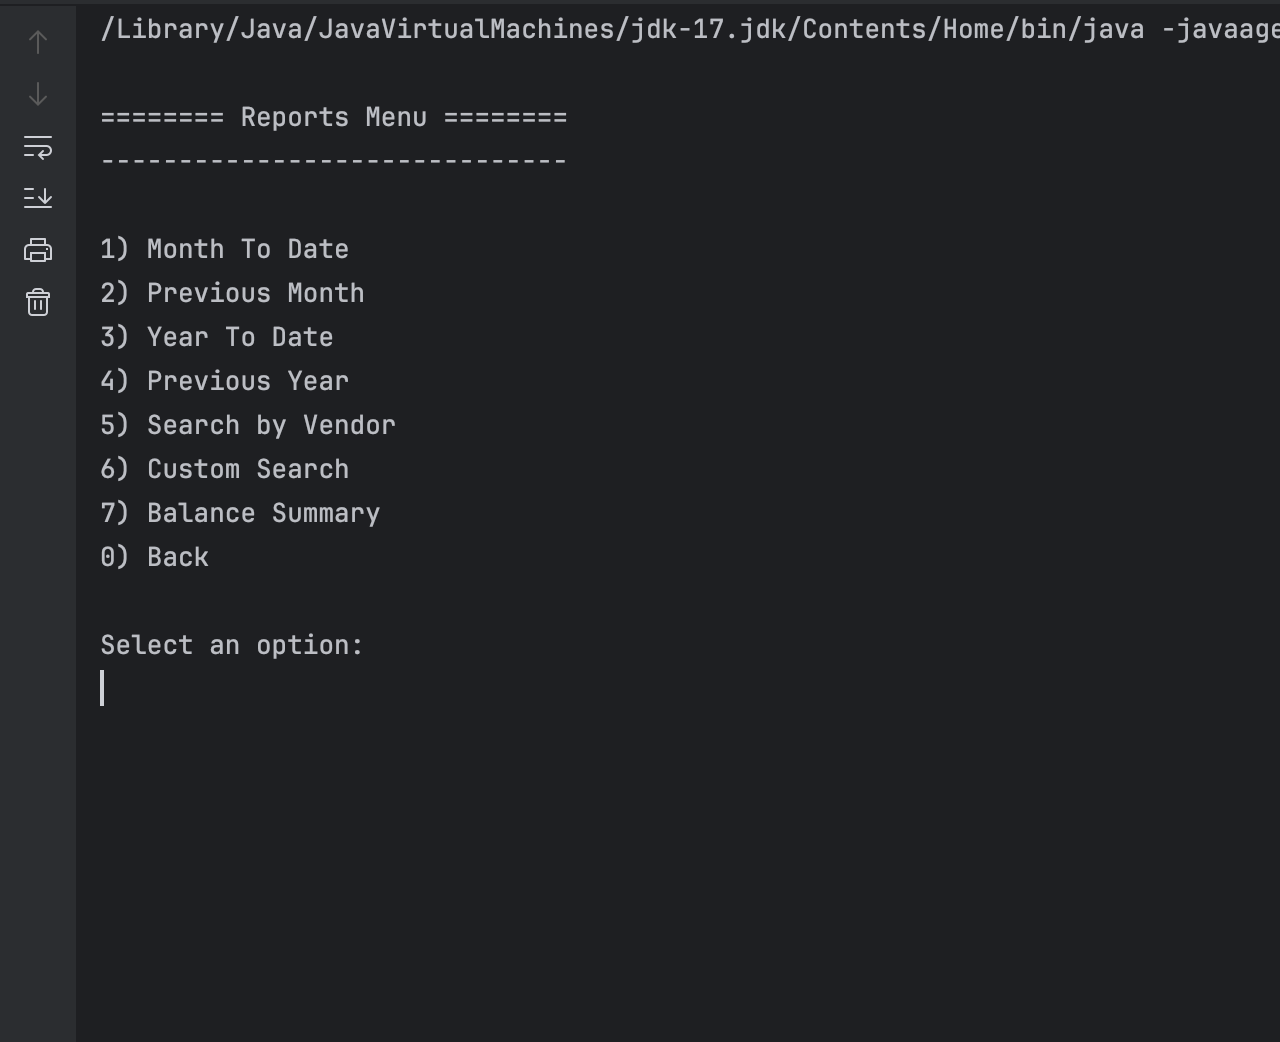 /Library/Java/JavaVirtualMachines/jdk-17.jdk/Contents/Home/bin/java -javaage
======== Reports Menu ========
------------------------------
1) Month To Date
2) Previous Month
3) Year To Date
4) Previous Year
5) Search by Vendor
6) Custom Search
7) Balance Summary
0) Back
Select an option: